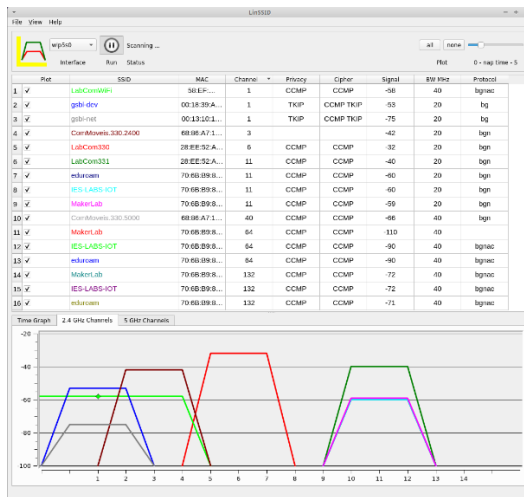 LinSSID
File View Help
wlp5s0 Scanning ... all none
Interface Run Status Plot 0 - nap time - 5
Plot SSID MAC Channel Privacy Cipher Signal BW MHz Protocol
1 LabComWiFi 58:EF:... 1 CCMP CCMP -58 40 bgn
2 gsbl-dev 00:18:39:A... 1 TKIP CCMP TKIP -53 20 bg
3 gsbl-net 00:13:10:1... 1 TKIP CCMP TKIP -75 20 bg
4 ComMoveis.330.2400 68:86:A7:1... 3 -42 20 bgn
5 LabCom330 28:EE:52:A... 6 CCMP CCMP -32 20 bgn
6 LabCom331 28:EE:52:A... 11 CCMP CCMP -40 20 bgn
7 eduroam 70:6B:B9:8... 11 CCMP CCMP -60 20 bgn
8 IES-LABS-IOT 70:6B:B9:8... 11 CCMP CCMP -60 20 bgn
9 MakerLab 70:6B:B9:8... 11 CCMP CCMP -59 20 bgn
10 ComMoveis.330.5000 68:86:A7:1... 40 CCMP CCMP -66 40 bgn
11 MakerLab 70:6B:B9:8... 64 CCMP CCMP -110 40
12 IES-LABS-IOT 70:6B:B9:8... 64 CCMP CCMP -90 40 bgnac
13 eduroam 70:6B:B9:8... 64 CCMP CCMP -90 40 bgnac
14 MakerLab 70:6B:B9:8... 132 CCMP CCMP -72 40 bgnac
15 IES-LABS-IOT 70:6B:B9:8... 132 CCMP CCMP -72 40 bgnac
16 eduroam 70:6B:B9:8... 132 CCMP CCMP -71 40 bgnac
Time Graph 2.4 GHz Channels 5 GHz Channels
-20
-40
-60
-80
-100
1 2 3 4 5 6 7 8 9 10 11 12 13 14